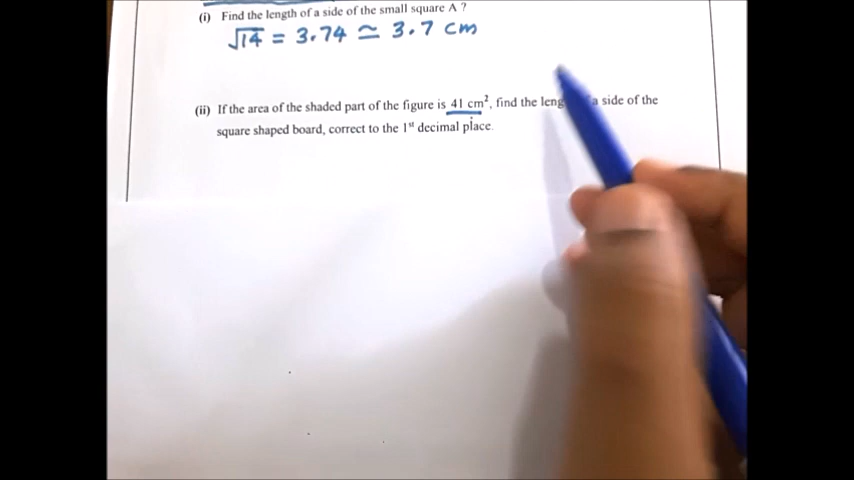 (i) Find the length of a side of the small square A ?
√14 = 3.74 ≃ 3.7 cm
(ii) If the area of the shaded part of the figure is 41 cm², find the a side of the
square shaped board, correct to the 1st decimal place.